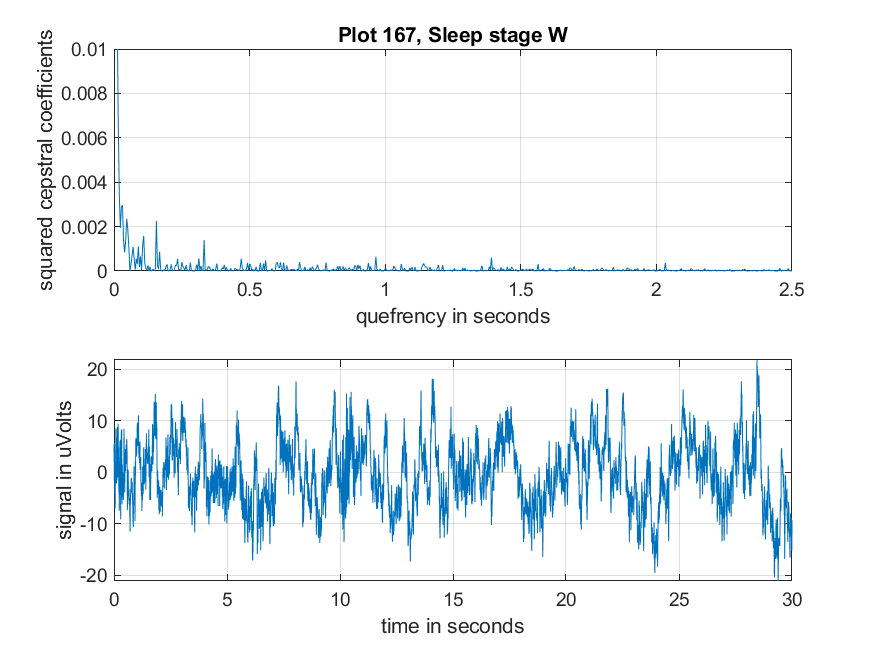 Plot 167, Sleep stage W
squared cepstral coefficients
0.01
0.008
0.006
0.004
0.002
0
0 0.5 1 1.5 2 2.5
quefrency in seconds
signal in uVolts
20
10
0
-10
-20
0 5 10 15 20 25 30
time in seconds